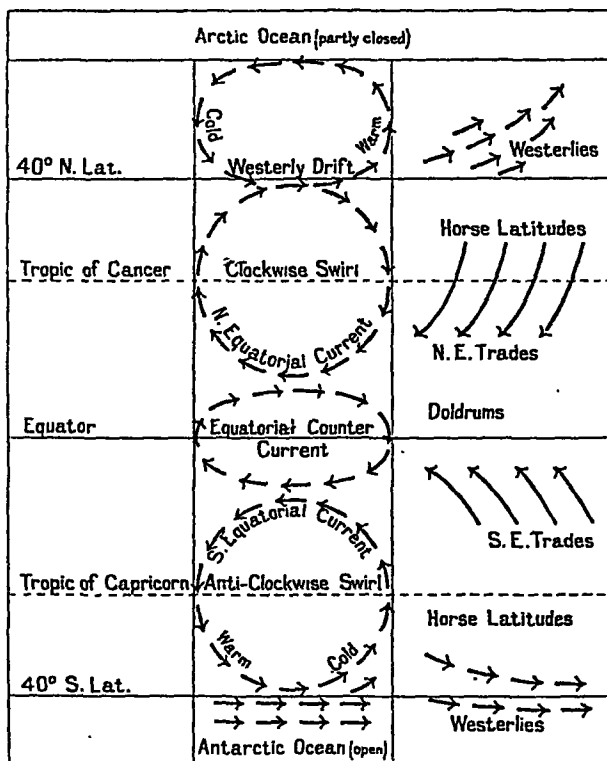 Arctic Ocean (partly closed)
Cold
Warm
Westerlies
40° N. Lat.
Westerly Drift
Horse Latitudes
Tropic of Cancer
Clockwise Swirl
N. Equatorial Current
N. E. Trades
Doldrums
Equator
Equatorial Counter
Current
S. Equatorial Current
S. E. Trades
Tropic of Capricorn
Anti-Clockwise Swirl
Horse Latitudes
Warm
Cold
40° S. Lat.
Westerlies
Antarctic Ocean (open)